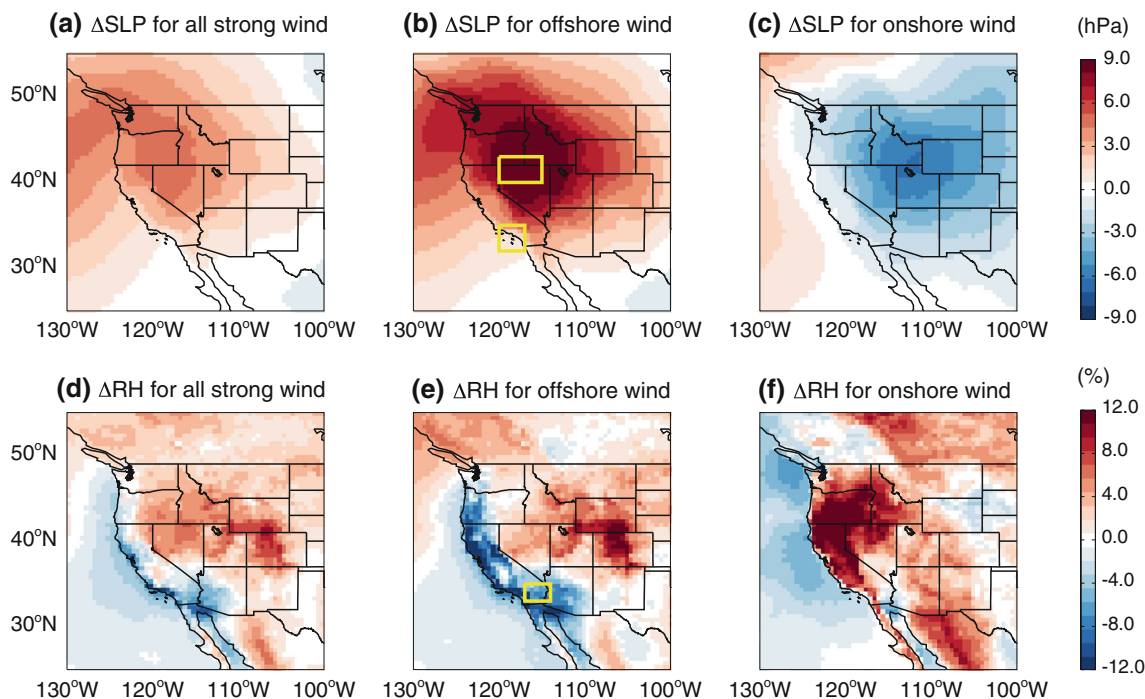 (a) ΔSLP for all strong wind
(b) ΔSLP for offshore wind
(c) ΔSLP for onshore wind
(hPa)
50°N
40°N
30°N
130°W 120°W 110°W 100°W
130°W 120°W 110°W 100°W
130°W 120°W 110°W 100°W
9.0
6.0
3.0
0.0
-3.0
-6.0
-9.0
(d) ΔRH for all strong wind
(e) ΔRH for offshore wind
(f) ΔRH for onshore wind
(%)
50°N
40°N
30°N
130°W 120°W 110°W 100°W
130°W 120°W 110°W 100°W
130°W 120°W 110°W 100°W
12.0
8.0
4.0
0.0
-4.0
-8.0
-12.0